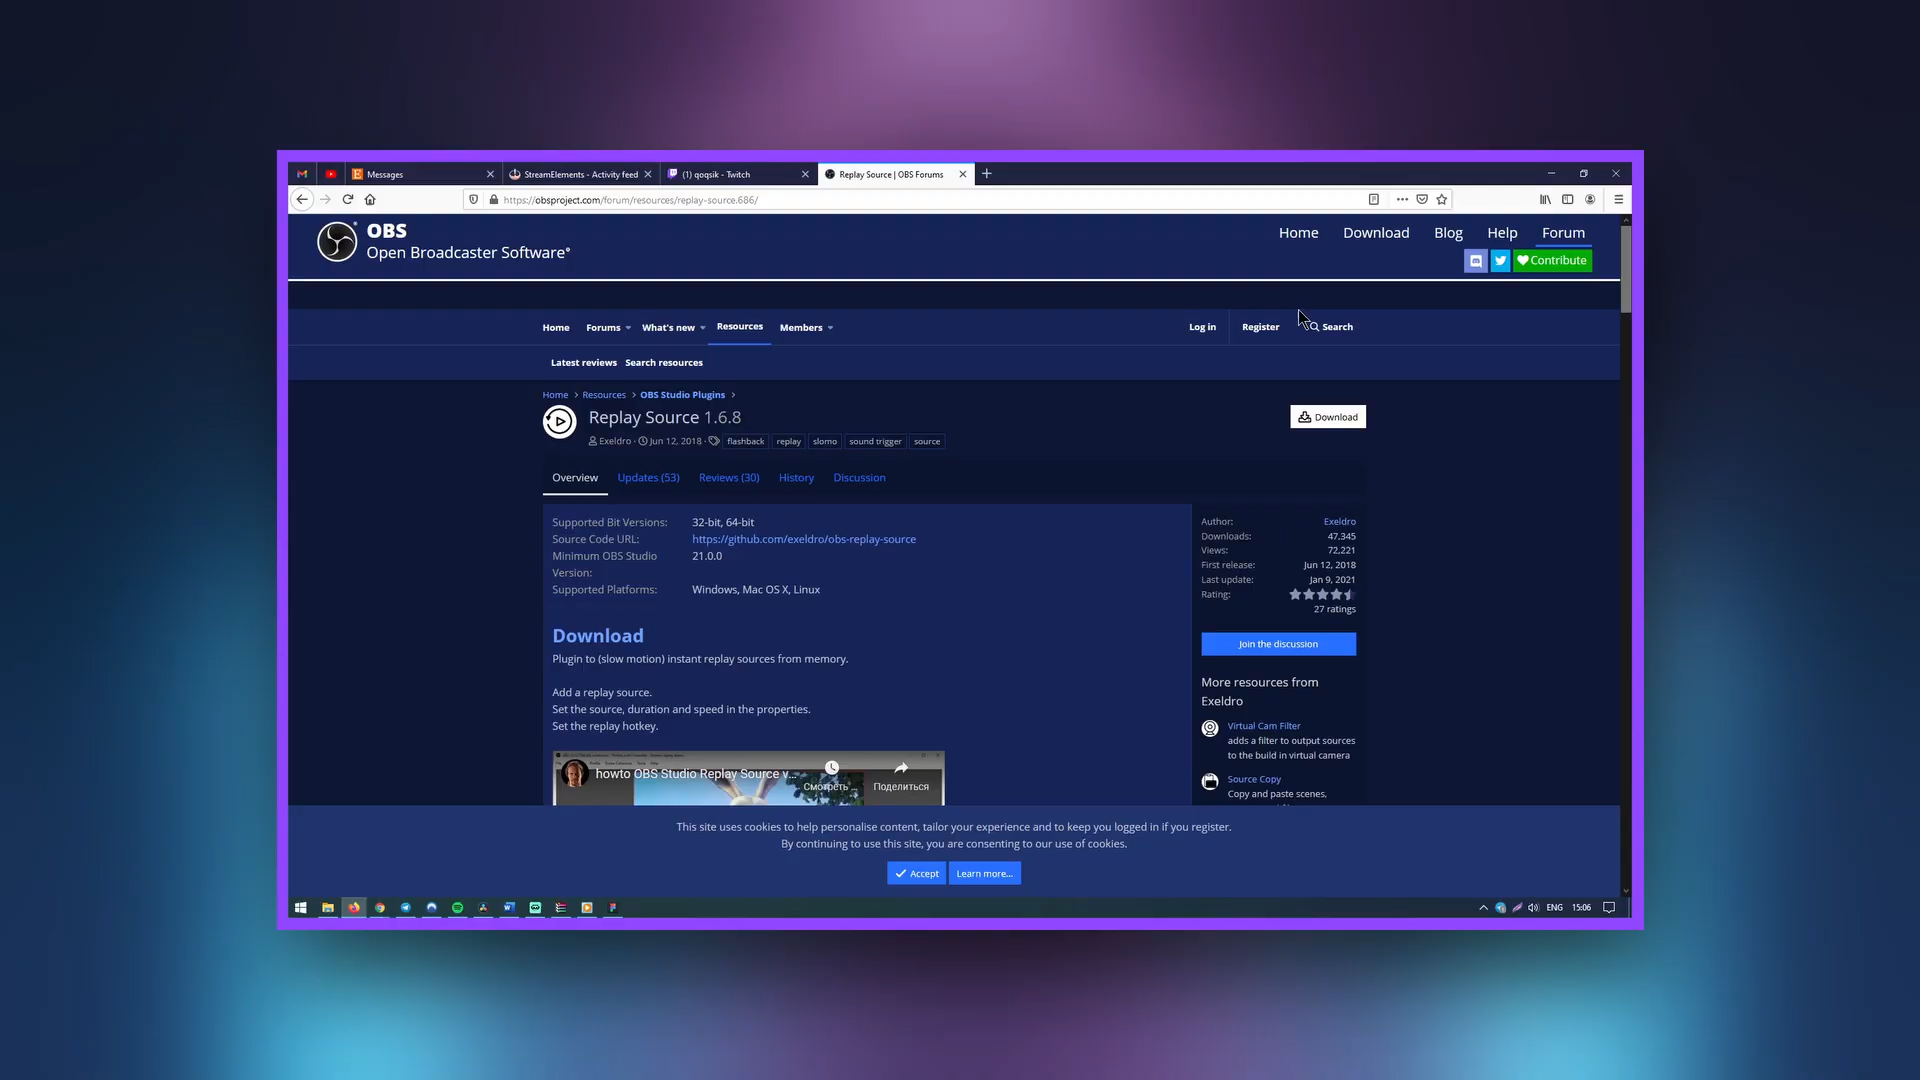 Messages
StreamElements - Activity feed
(1) qoqsik - Twitch
Replay Source | OBS Forums
https://obsproject.com/forum/resources/replay-source.686/
OBS
Open Broadcaster Software
Home
Download
Blog
Help
Forum
Contribute
Home
Forums
What's new
Resources
Members
Log in
Register
Search
Latest reviews
Search resources
Home
Resources
OBS Studio Plugins
Replay Source 1.6.8
Download
Exeldro · Jun 12, 2018 ·
flashback
replay
slomo
sound trigger
source
Overview
Updates (53)
Reviews (30)
History
Discussion
Supported Bit Versions: 32-bit, 64-bit
Source Code URL: https://github.com/exeldro/obs-replay-source
Minimum OBS Studio Version: 21.0.0
Supported Platforms: Windows, Mac OS X, Linux
Download
Plugin to (slow motion) instant replay sources from memory.
Add a replay source.
Set the source, duration and speed in the properties.
Set the replay hotkey.
howto OBS Studio Replay Source v...
Смотреть ...
Поделиться
Author: Exeldro
Downloads: 47,345
Views: 72,221
First release: Jun 12, 2018
Last update: Jan 9, 2021
Rating:
27 ratings
Join the discussion
More resources from
Exeldro
Virtual Cam Filter
adds a filter to output sources
to the build in virtual camera
Source Copy
Copy and paste scenes,
This site uses cookies to help personalise content, tailor your experience and to keep you logged in if you register.
By continuing to use this site, you are consenting to our use of cookies.
Accept
Learn more...
ENG
15:06